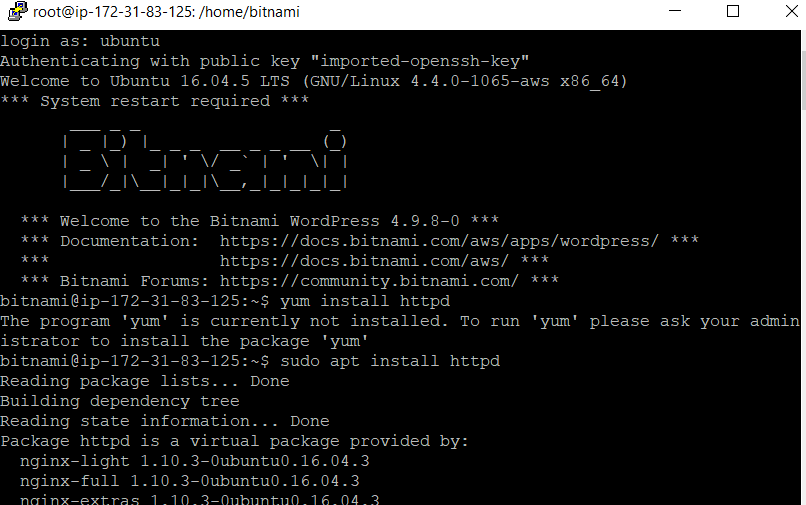 root@ip-172-31-83-125: /home/bitnami
login as: ubuntu
Authenticating with public key "imported-openssh-key"
Welcome to Ubuntu 16.04.5 LTS (GNU/Linux 4.4.0-1065-aws x86_64)
*** System restart required ***
       ___ _ _                   _
      | _ |_) |_ _ _  __ _ _ __ (_)
      | _ \ |  _| ' \/ _` | '  \| |
      |___/_|\__|_|_|\__,_|_|_|_|_|
  *** Welcome to the Bitnami WordPress 4.9.8-0 ***
  *** Documentation:  https://docs.bitnami.com/aws/apps/wordpress/ ***
  ***                 https://docs.bitnami.com/aws/ ***
  *** Bitnami Forums: https://community.bitnami.com/ ***
bitnami@ip-172-31-83-125:~$ yum install httpd
The program 'yum' is currently not installed. To run 'yum' please ask your admin
istrator to install the package 'yum'
bitnami@ip-172-31-83-125:~$ sudo apt install httpd
Reading package lists... Done
Building dependency tree
Reading state information... Done
Package httpd is a virtual package provided by:
  nginx-light 1.10.3-0ubuntu0.16.04.3
  nginx-full 1.10.3-0ubuntu0.16.04.3
  nginx-extras 1.10.3-0ubuntu0.16.04.3